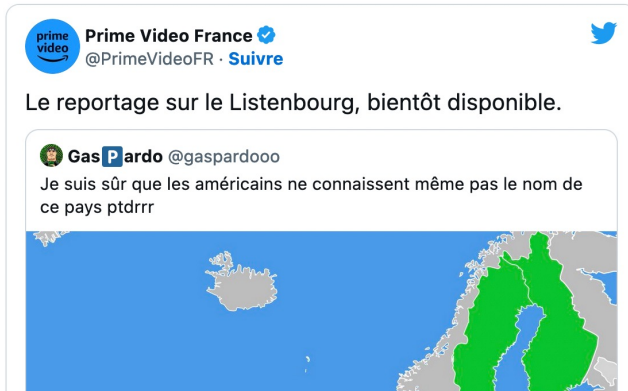 prime
video
Prime Video France
@PrimeVideoFR · Suivre
Le reportage sur le Listenbourg, bientôt disponible.
Gas🅿️ardo @gaspardooo
Je suis sûr que les américains ne connaissent même pas le nom de
ce pays ptdrrr